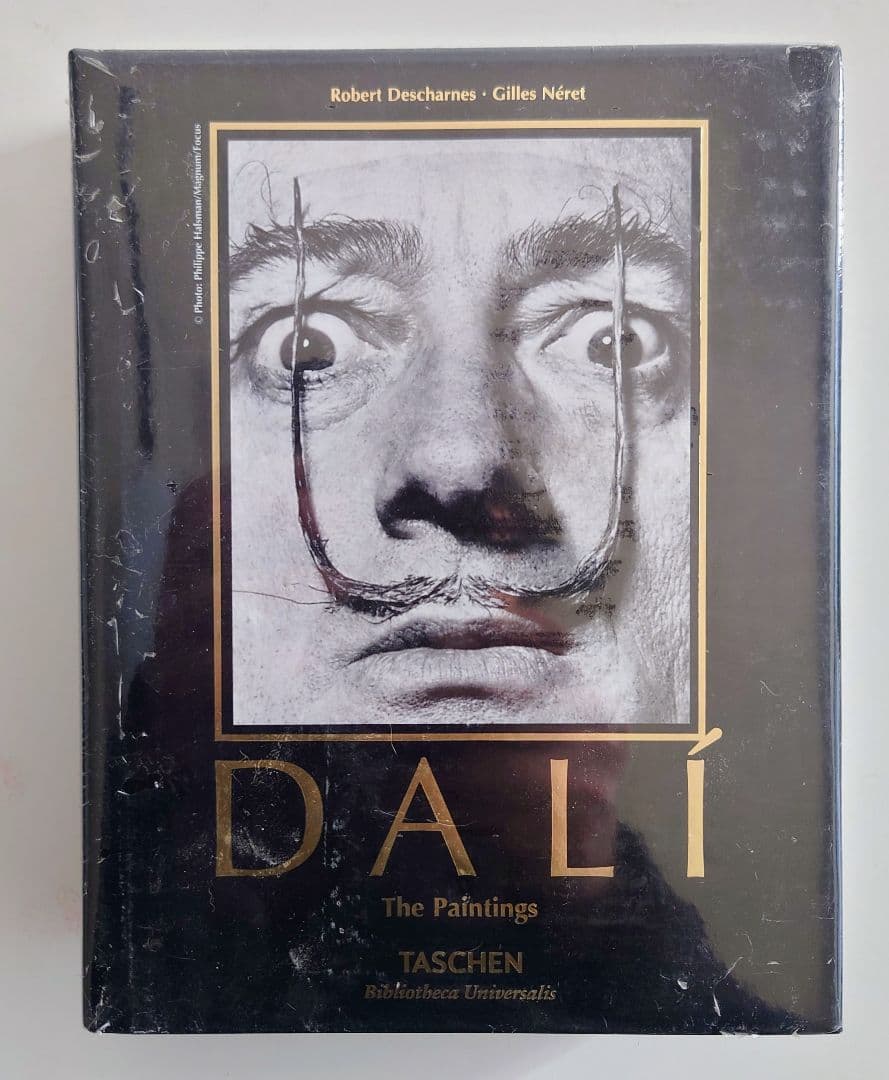 Robert Descharnes · Gilles Néret
© Photo: Philippe Halsman/Magnum/Focus
DALÍ
The Paintings
TASCHEN
Bibliotheca Universalis